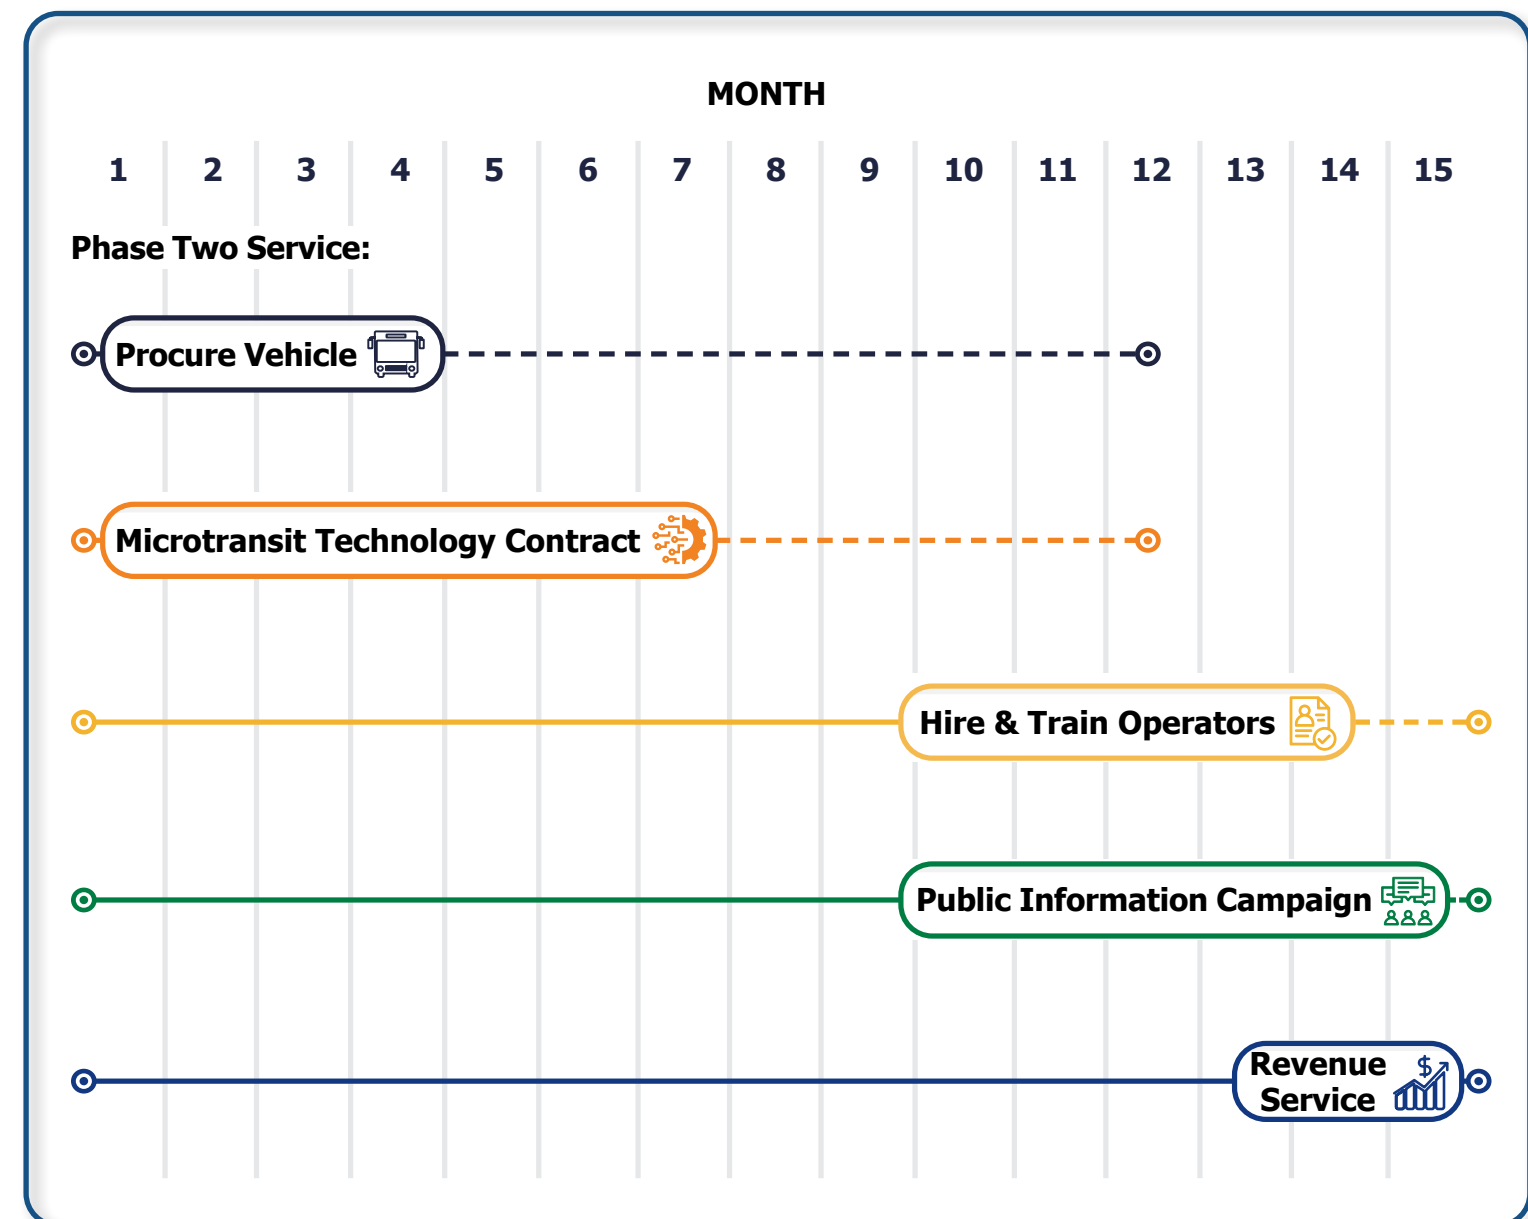 MONTH
1 2 3 4 5 6 7 8 9 10 11 12 13 14 15
Phase Two Service:
Procure Vehicle
Microtransit Technology Contract
Hire & Train Operators
Public Information Campaign
Revenue
Service
$